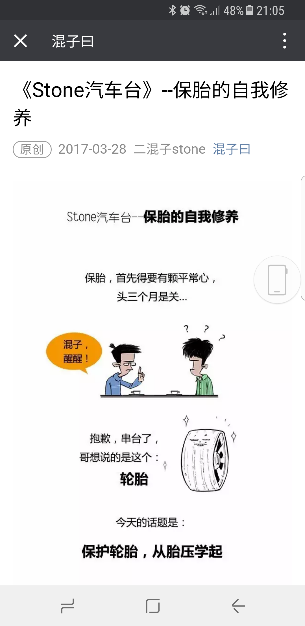 48% 21:05
混子曰
《Stone汽车台》--保胎的自我修
养
原创 2017-03-28 二混子stone 混子曰
Stone汽车台--保胎的自我修养
保胎，首先得要有颗平常心，
头三个月是关...
混子，
醒醒！
? ? ?
抱歉，串台了，
哥想说的是这个：
轮胎
今天的话题是：
保护轮胎，从胎压学起